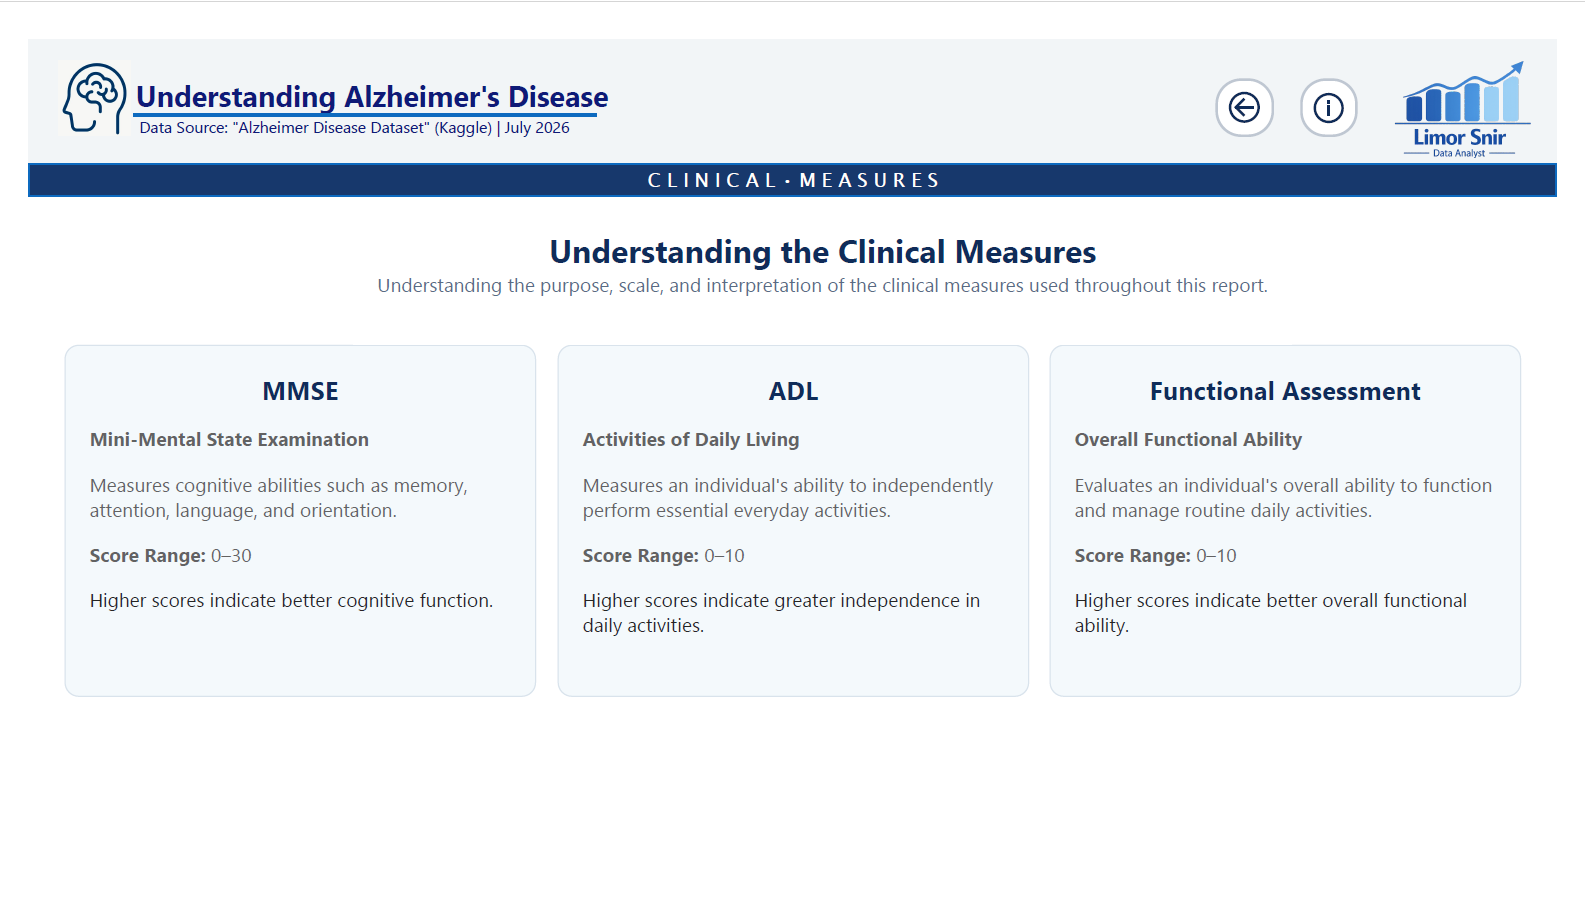 Understanding Alzheimer's Disease
Data Source: "Alzheimer Disease Dataset" (Kaggle) | July 2026
Limor Snir
Data Analyst
CLINICAL·MEASURES
Understanding the Clinical Measures
Understanding the purpose, scale, and interpretation of the clinical measures used throughout this report.
MMSE
Mini-Mental State Examination
Measures cognitive abilities such as memory,
attention, language, and orientation.
Score Range: 0–30
Higher scores indicate better cognitive function.
ADL
Activities of Daily Living
Measures an individual's ability to independently
perform essential everyday activities.
Score Range: 0–10
Higher scores indicate greater independence in
daily activities.
Functional Assessment
Overall Functional Ability
Evaluates an individual's overall ability to function
and manage routine daily activities.
Score Range: 0–10
Higher scores indicate better overall functional
ability.